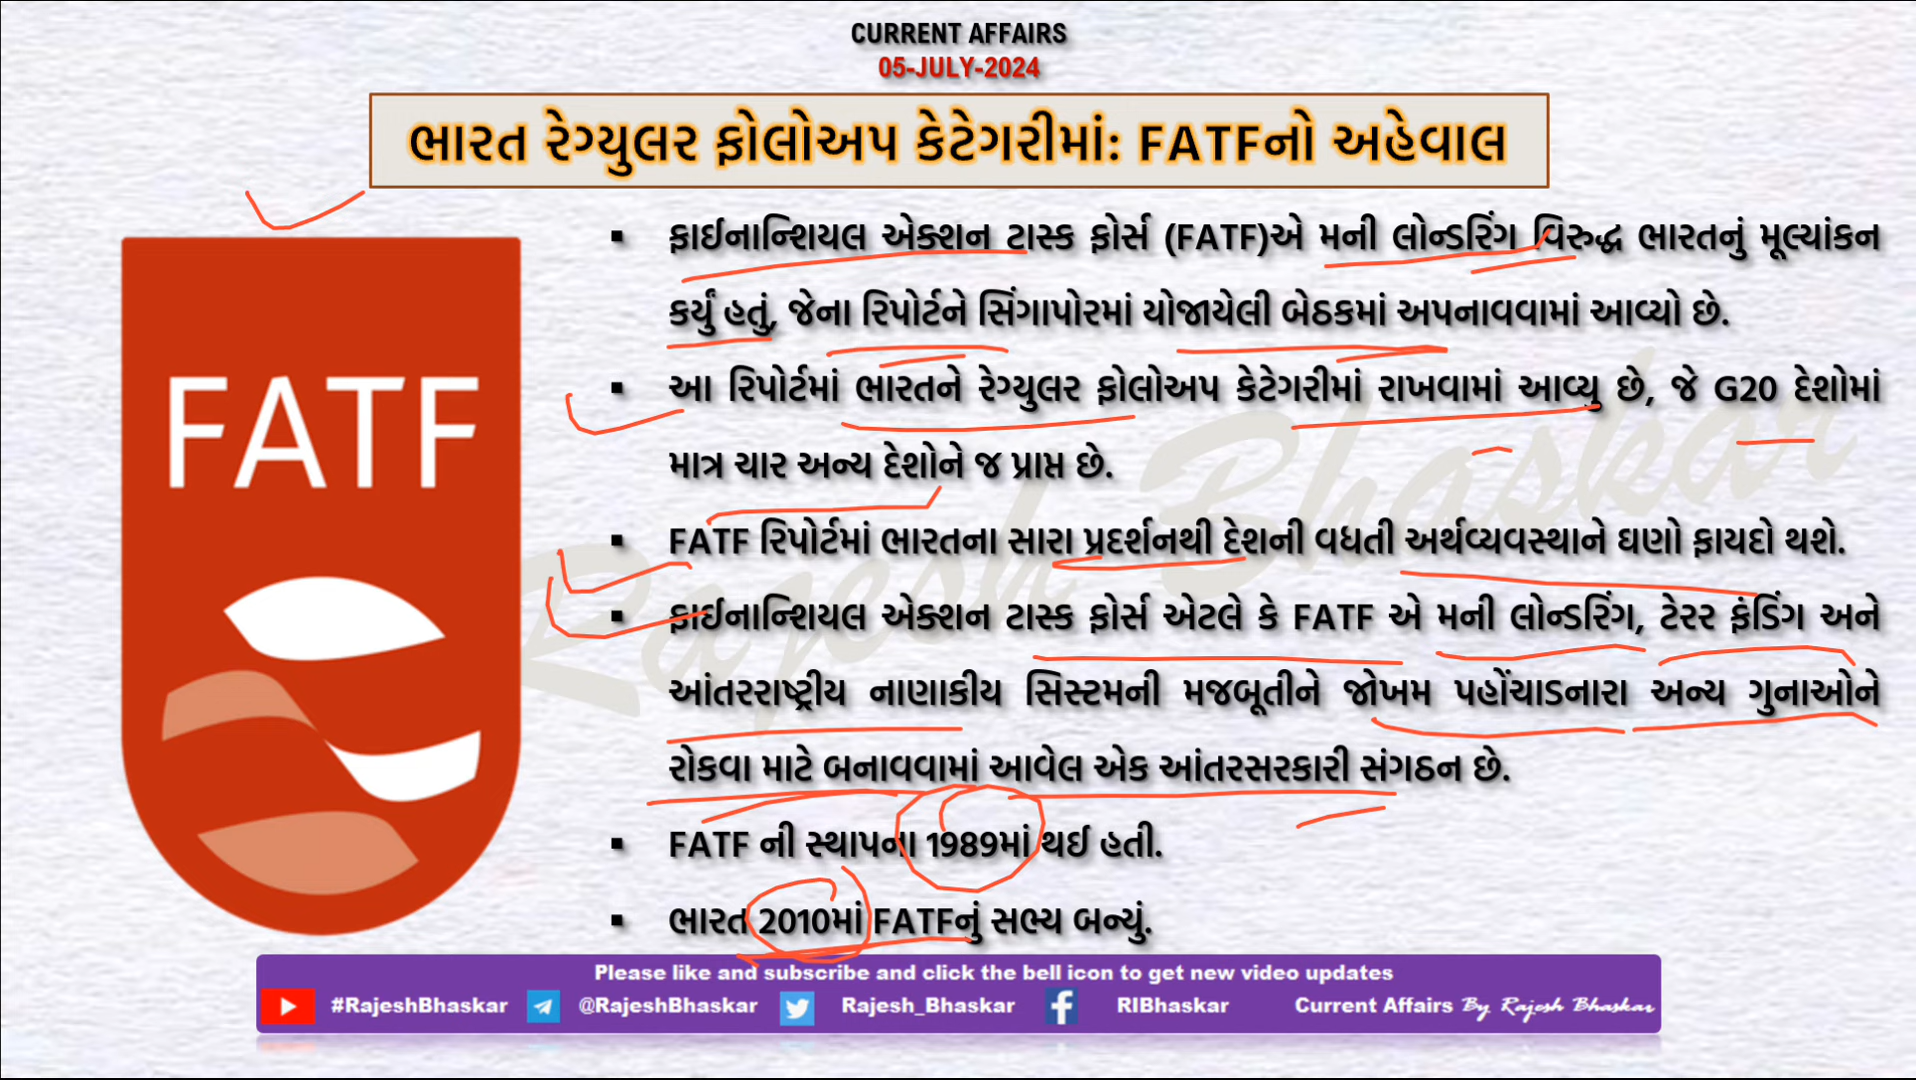 CURRENT AFFAIRS
05-JULY-2024
ભારત રેગ્યુલર ફોલોઅપ કેટેગરીમાં: FATFનો અહેવાલ
FATF
▪ ફાઈનાન્શિયલ એક્શન ટાસ્ક ફોર્સ (FATF)એ મની લોન્ડરિંગ વિરુદ્ધ ભારતનું મૂલ્યાંકન
કર્યું હતું, જેના રિપોર્ટને સિંગાપોરમાં યોજાયેલી બેઠકમાં અપનાવવામાં આવ્યો છે.
▪ આ રિપોર્ટમાં ભારતને રેગ્યુલર ફોલોઅપ કેટેગરીમાં રાખવામાં આવ્યુ છે, જે G20 દેશોમાં
માત્ર ચાર અન્ય દેશોને જ પ્રાપ્ત છે.
▪ FATF રિપોર્ટમાં ભારતના સારા પ્રદર્શનથી દેશની વધતી અર્થવ્યવસ્થાને ઘણો ફાયદો થશે.
▪ ફાઈનાન્શિયલ એક્શન ટાસ્ક ફોર્સ એટલે કે FATF એ મની લોન્ડરિંગ, ટેરર ફંડિંગ અને
આંતરરાષ્ટ્રીય નાણાકીય સિસ્ટમની મજબૂતીને જોખમ પહોંચાડનારા અન્ય ગુનાઓને
રોકવા માટે બનાવવામાં આવેલ એક આંતરસરકારી સંગઠન છે.
▪ FATF ની સ્થાપના 1989માં થઈ હતી.
▪ ભારત 2010માં FATFનું સભ્ય બન્યું.
Rajesh Bhaskar
Please like and subscribe and click the bell icon to get new video updates
#RajeshBhaskar @RajeshBhaskar Rajesh_Bhaskar RIBhaskar Current Affairs By Rajesh Bhaskar